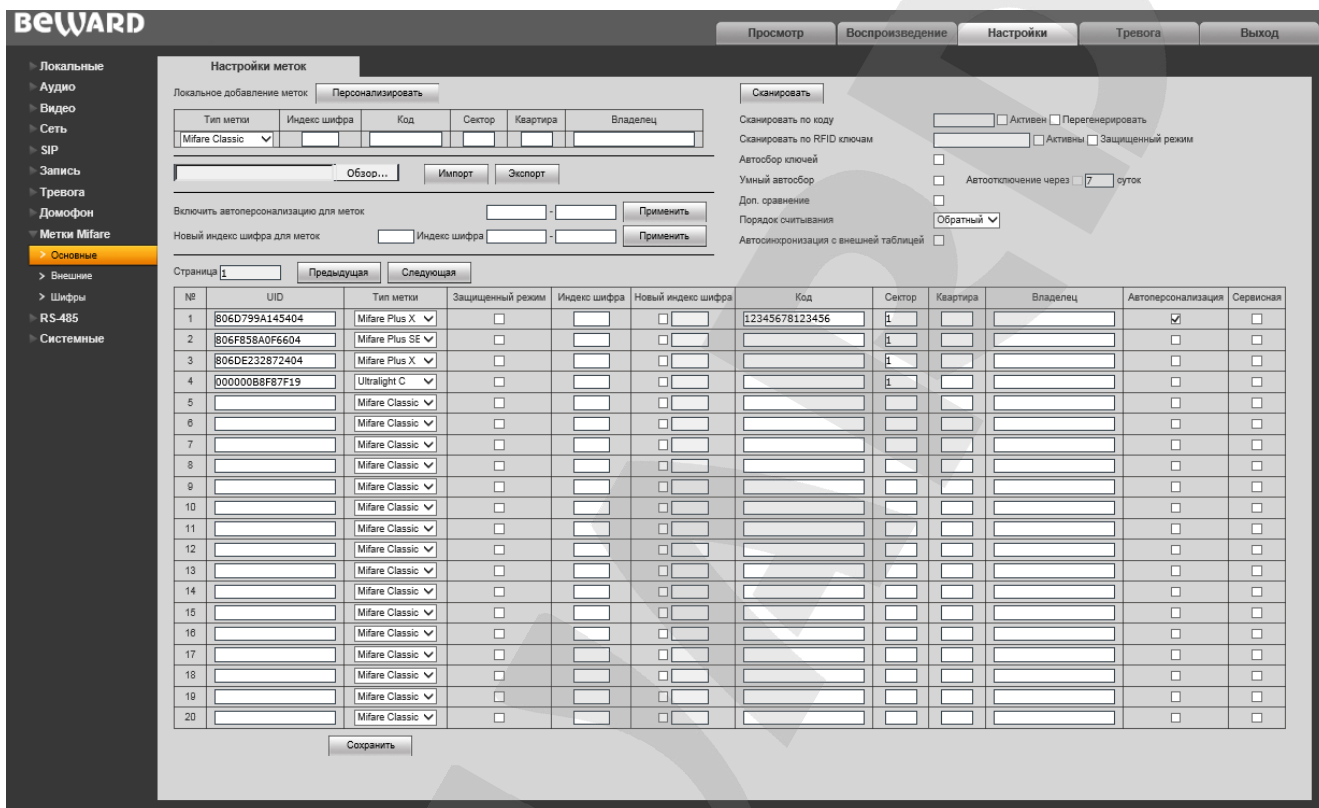 BEWARD
Просмотр Воспроизведение Настройки Тревога Выход
Локальные
Аудио
Видео
Сеть
SIP
Запись
Тревога
Домофон
Метки Mifare
> Основные
> Внешние
> Шифры
RS-485
Системные
Настройки меток
Локальное добавление меток Персонализировать
Тип метки Индекс шифра Код Сектор Квартира Владелец
Mifare Classic
Обзор... Импорт Экспорт
Включить автоперсонализацию для меток - Применить
Новый индекс шифра для меток Индекс шифра - Применить
Сканировать
Сканировать по коду Активен Перегенерировать
Сканировать по RFID ключам Активны Защищенный режим
Автосбор ключей
Умный автосбор Автоотключение через 7 суток
Доп. сравнение
Порядок считывания Обратный
Автосинхронизация с внешней таблицей
Страница 1 Предыдущая Следующая
№ UID Тип метки Защищенный режим Индекс шифра Новый индекс шифра Код Сектор Квартира Владелец Автоперсонализация Сервисная
1 806D799A145404 Mifare Plus X 12345678123456 1
2 806F858A0F6604 Mifare Plus SE 1
3 806DE232872404 Mifare Plus X 1
4 000000B8F87F19 Ultralight C 1
5 Mifare Classic
6 Mifare Classic
7 Mifare Classic
8 Mifare Classic
9 Mifare Classic
10 Mifare Classic
11 Mifare Classic
12 Mifare Classic
13 Mifare Classic
14 Mifare Classic
15 Mifare Classic
16 Mifare Classic
17 Mifare Classic
18 Mifare Classic
19 Mifare Classic
20 Mifare Classic
Сохранить